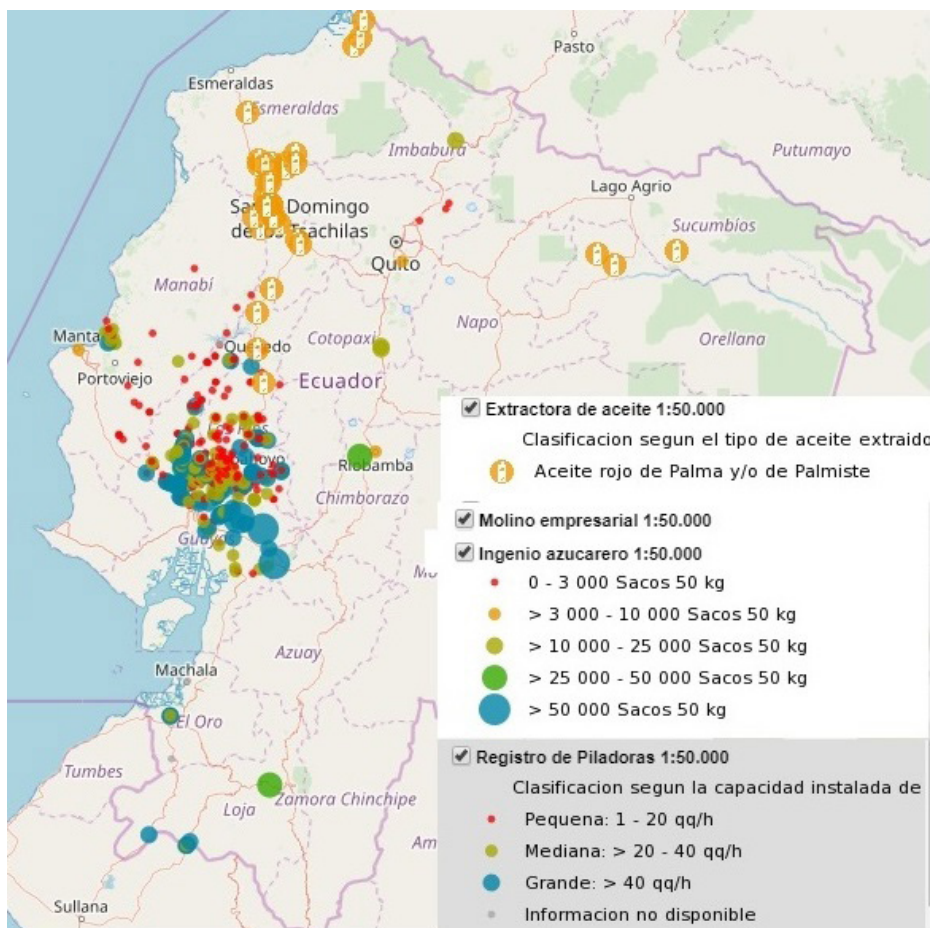 Pasto
Esmeraldas
Esmeraldas
Imbabura
Putumayo
Lago Agrio
Domingo
Sucumbíos
Quito
Manabí
Napo
Manta
Cotopaxi
Orellana
Portoviejo
Ecuador
Extractora de aceite 1:50.000
Clasificacion segun el tipo de aceite extraido
Aceite rojo de Palma y/o de Palmiste
Riobamba
Chimborazo
Molino empresarial 1:50.000
Guayas
Ingenio azucarero 1:50.000
0 - 3 000 Sacos 50 kg
> 3 000 - 10 000 Sacos 50 kg
> 10 000 - 25 000 Sacos 50 kg
Azuay
Machala
> 25 000 - 50 000 Sacos 50 kg
> 50 000 Sacos 50 kg
El Oro
Registro de Piladoras 1:50.000
Tumbes
Clasificacion segun la capacidad instalada de
Loja
Zamora Chinchipe
Pequena: 1 - 20 qq/h
Mediana: > 20 - 40 qq/h
Grande: > 40 qq/h
Sullana
Informacion no disponible